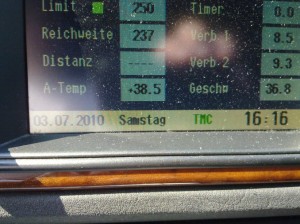 Limit 250 Timer 0.0
Reichweite 237 Verb.1 8.5
Distanz --- Verb.2 9.3
A-Temp +38.5 Geschw 36.8
03.07.2010 Samstag TMC 16:16